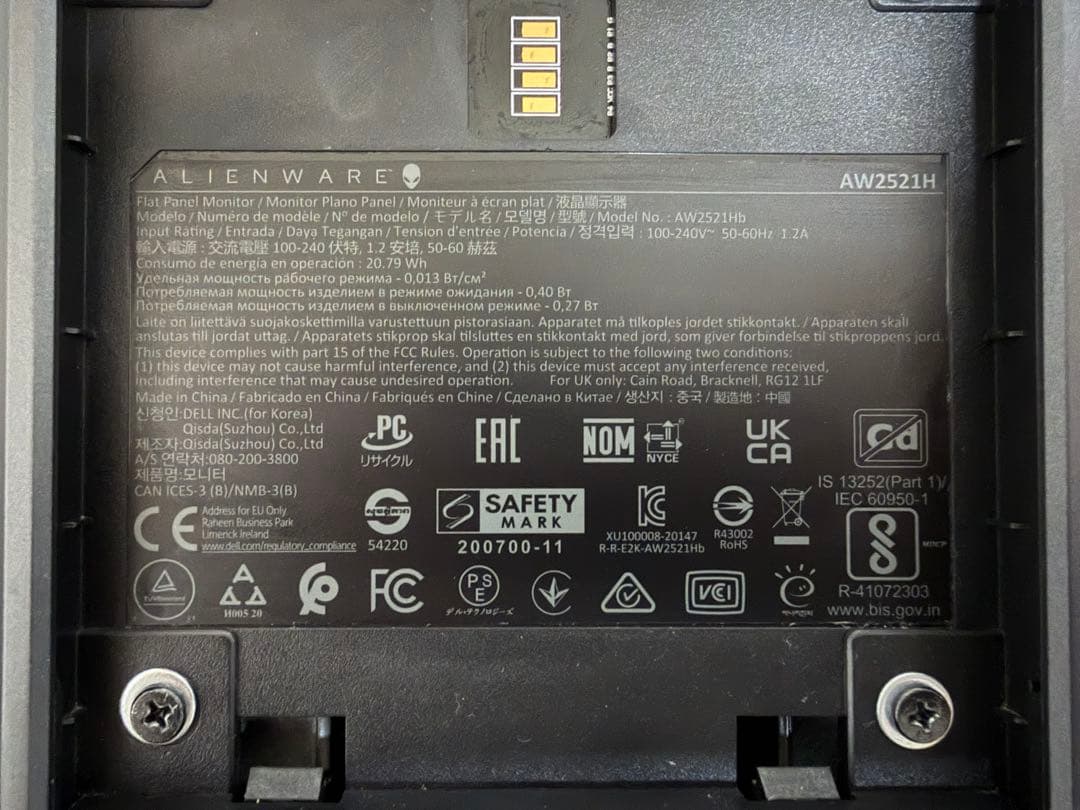 ALIENWARE
AW2521H
Flat Panel Monitor / Monitor Plano Panel / Moniteur à écran plat / 液晶顯示器
Modelo / Numéro de modèle / Nº de modelo / モデル名 / 모델명 / 型號 / Model No. : AW2521Hb
Input Rating / Entrada / Daya Tegangan / Tension d'entrée / Potencia / 정격입력 : 100-240V~ 50-60Hz 1.2A
輸入電源 : 交流電壓 100-240 伏特, 1.2 安培, 50-60 赫茲
Consumo de energía en operación : 20.79 Wh
Удельная мощность рабочего режима - 0,013 Вт/см²
Потребляемая мощность изделием в режиме ожидания - 0,40 Вт
Потребляемая мощность изделием в выключенном режиме - 0,27 Вт
Laite on liitettävä suojakoskettimilla varustettuun pistorasiaan. Apparatet må tilkoples jordet stikkontakt. / Apparaten skall
anslutas till jordat uttag. / Apparatets stikprop skal tilsluttes en stikkontakt med jord, som giver forbindelse til stikproppens jord.
This device complies with part 15 of the FCC Rules. Operation is subject to the following two conditions:
(1) this device may not cause harmful interference, and (2) this device must accept any interference received,
including interference that may cause undesired operation. For UK only: Cain Road, Bracknell, RG12 1LF
Made in China / Fabricado en China / Fabriqués en Chine / Сделано в Китае / 생산지 : 중국 / 製造地 : 中國
신청인:DELL INC.(for Korea)
Qisda(Suzhou) Co.,Ltd
제조자:Qisda(Suzhou) Co.,Ltd
A/S 연락처:080-200-3800
제품명:모니터
CAN ICES-3 (B)/NMB-3(B)
PC
リサイクル
EAC
NOM
NYCE
UK
CA
Cd
IS 13252(Part 1)/
IEC 60950-1
CE
Address for EU Only
Raheen Business Park
Limerick Ireland
www.dell.com/regulatory_compliance
54220
SAFETY
MARK
200700-11
XU100008-20147
R-R-E2K-AW2521Hb
R43002
RoHS
R-41072303
www.bis.gov.in
И005 20
FC
PS
E
デル・テクノロジーズ
VCI